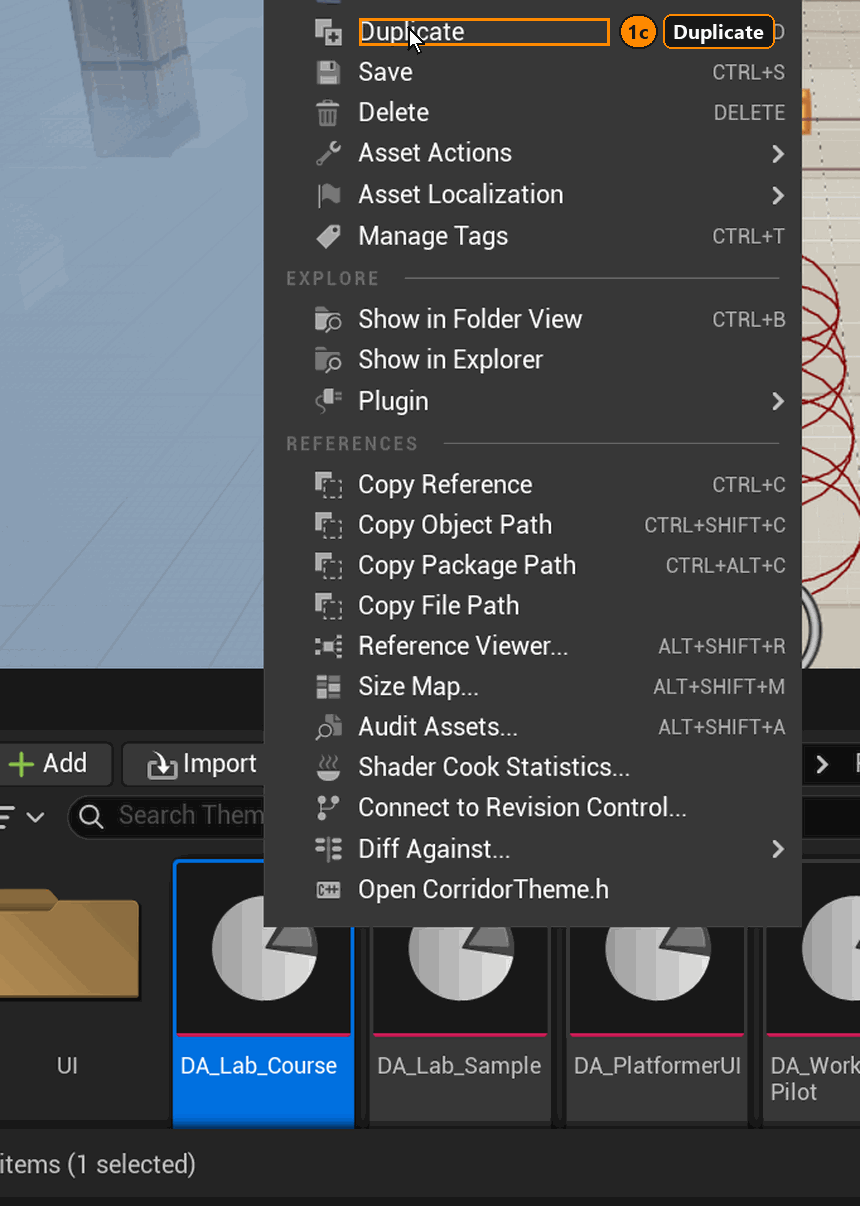 Duplicate 1c Duplicate D
Save CTRL+S
Delete DELETE
Asset Actions
Asset Localization
Manage Tags CTRL+T
EXPLORE
Show in Folder View CTRL+B
Show in Explorer
Plugin
REFERENCES
Copy Reference CTRL+C
Copy Object Path CTRL+SHIFT+C
Copy Package Path CTRL+ALT+C
Copy File Path
Reference Viewer... ALT+SHIFT+R
Size Map... ALT+SHIFT+M
Audit Assets... ALT+SHIFT+A
Shader Cook Statistics...
Connect to Revision Control...
Diff Against...
C++ Open CorridorTheme.h
Add Import
Search Them
UI
DA_Lab_Course
DA_Lab_Sample
DA_PlatformerUI
DA_Work
Pilot
items (1 selected)